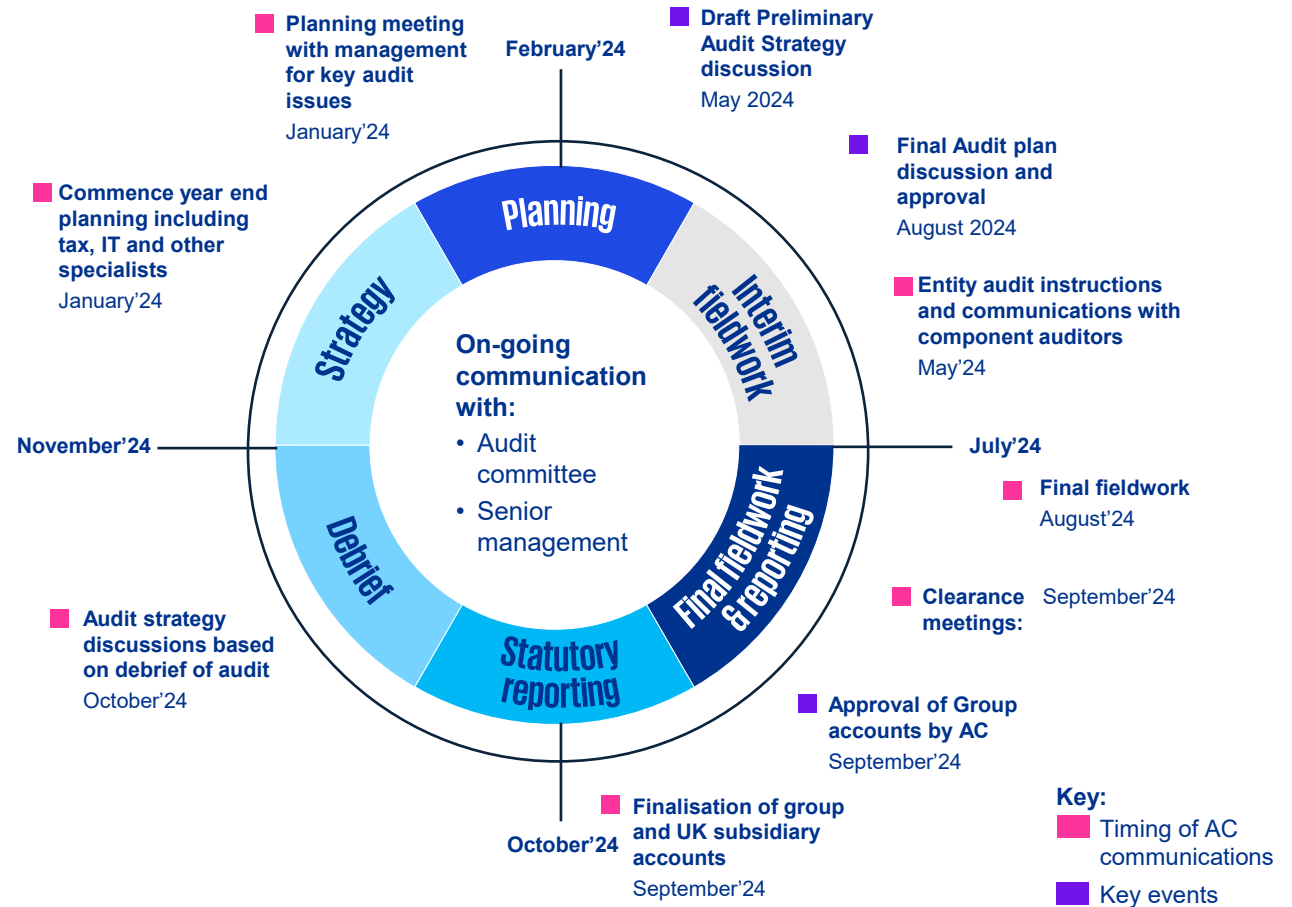 Planning meeting
with management
for key audit
issues
January’24
February’24
Draft Preliminary
Audit Strategy
discussion
May 2024
Final Audit plan
discussion and
approval
August 2024
Commence year end
planning including
tax, IT and other
specialists
January’24
Entity audit instructions
and communications with
component auditors
May’24
Planning
Interim
fieldwork
Strategy
On-going
communication
with:
• Audit
committee
• Senior
management
November’24
July’24
Final fieldwork
August’24
Final fieldwork
& reporting
Debrief
Statutory
reporting
Clearance
meetings:
September’24
Audit strategy
discussions based
on debrief of audit
October’24
Approval of Group
accounts by AC
September’24
October’24
Finalisation of group
and UK subsidiary
accounts
September’24
Key:
Timing of AC
communications
Key events